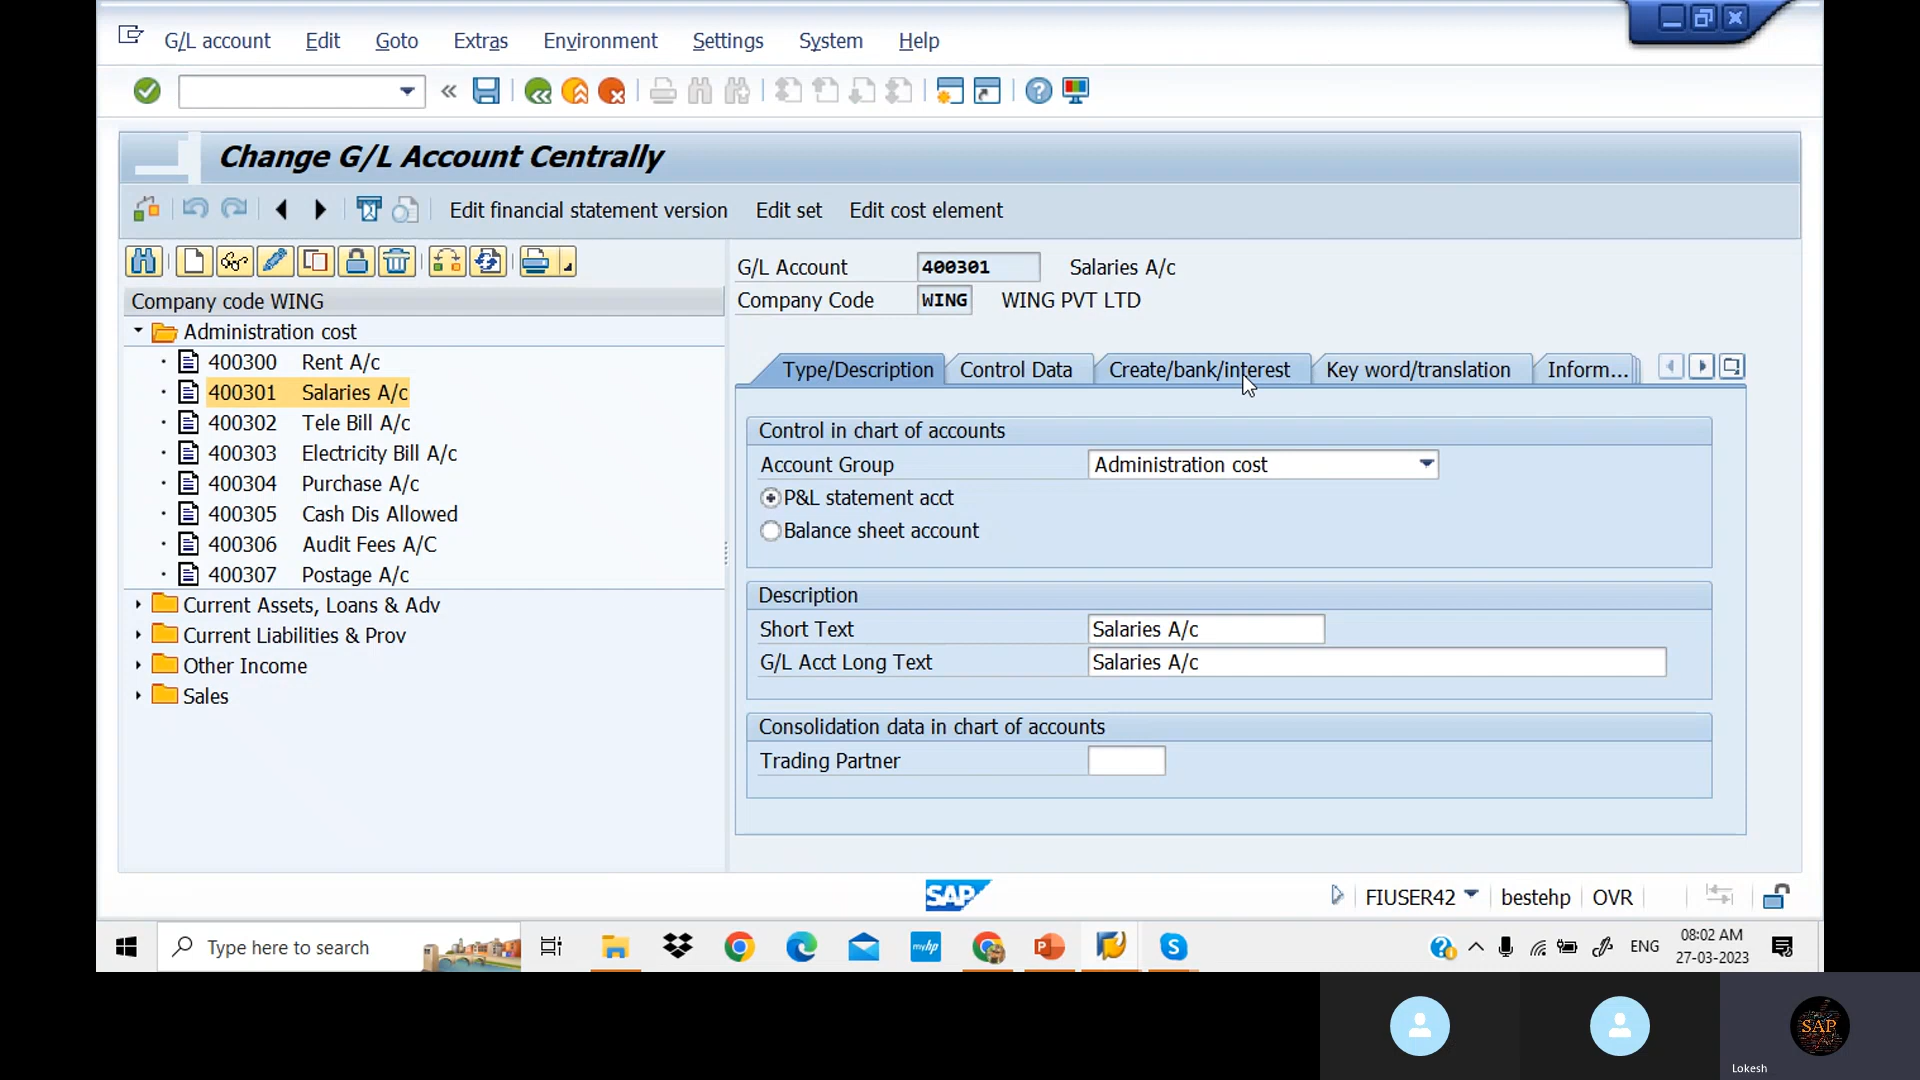 G/L account Edit Goto Extras Environment Settings System Help
Change G/L Account Centrally
Edit financial statement version Edit set Edit cost element
Company code WING
Administration cost
400300 Rent A/c
400301 Salaries A/c
400302 Tele Bill A/c
400303 Electricity Bill A/c
400304 Purchase A/c
400305 Cash Dis Allowed
400306 Audit Fees A/C
400307 Postage A/c
Current Assets, Loans & Adv
Current Liabilities & Prov
Other Income
Sales
G/L Account 400301 Salaries A/c
Company Code WING WING PVT LTD
Type/Description Control Data Create/bank/interest Key word/translation Inform...
Control in chart of accounts
Account Group Administration cost
P&L statement acct
Balance sheet account
Description
Short Text Salaries A/c
G/L Acct Long Text Salaries A/c
Consolidation data in chart of accounts
Trading Partner
SAP FIUSER42 bestehp OVR
Type here to search myhp ENG 08:02 AM
27-03-2023
SAP
Lokesh